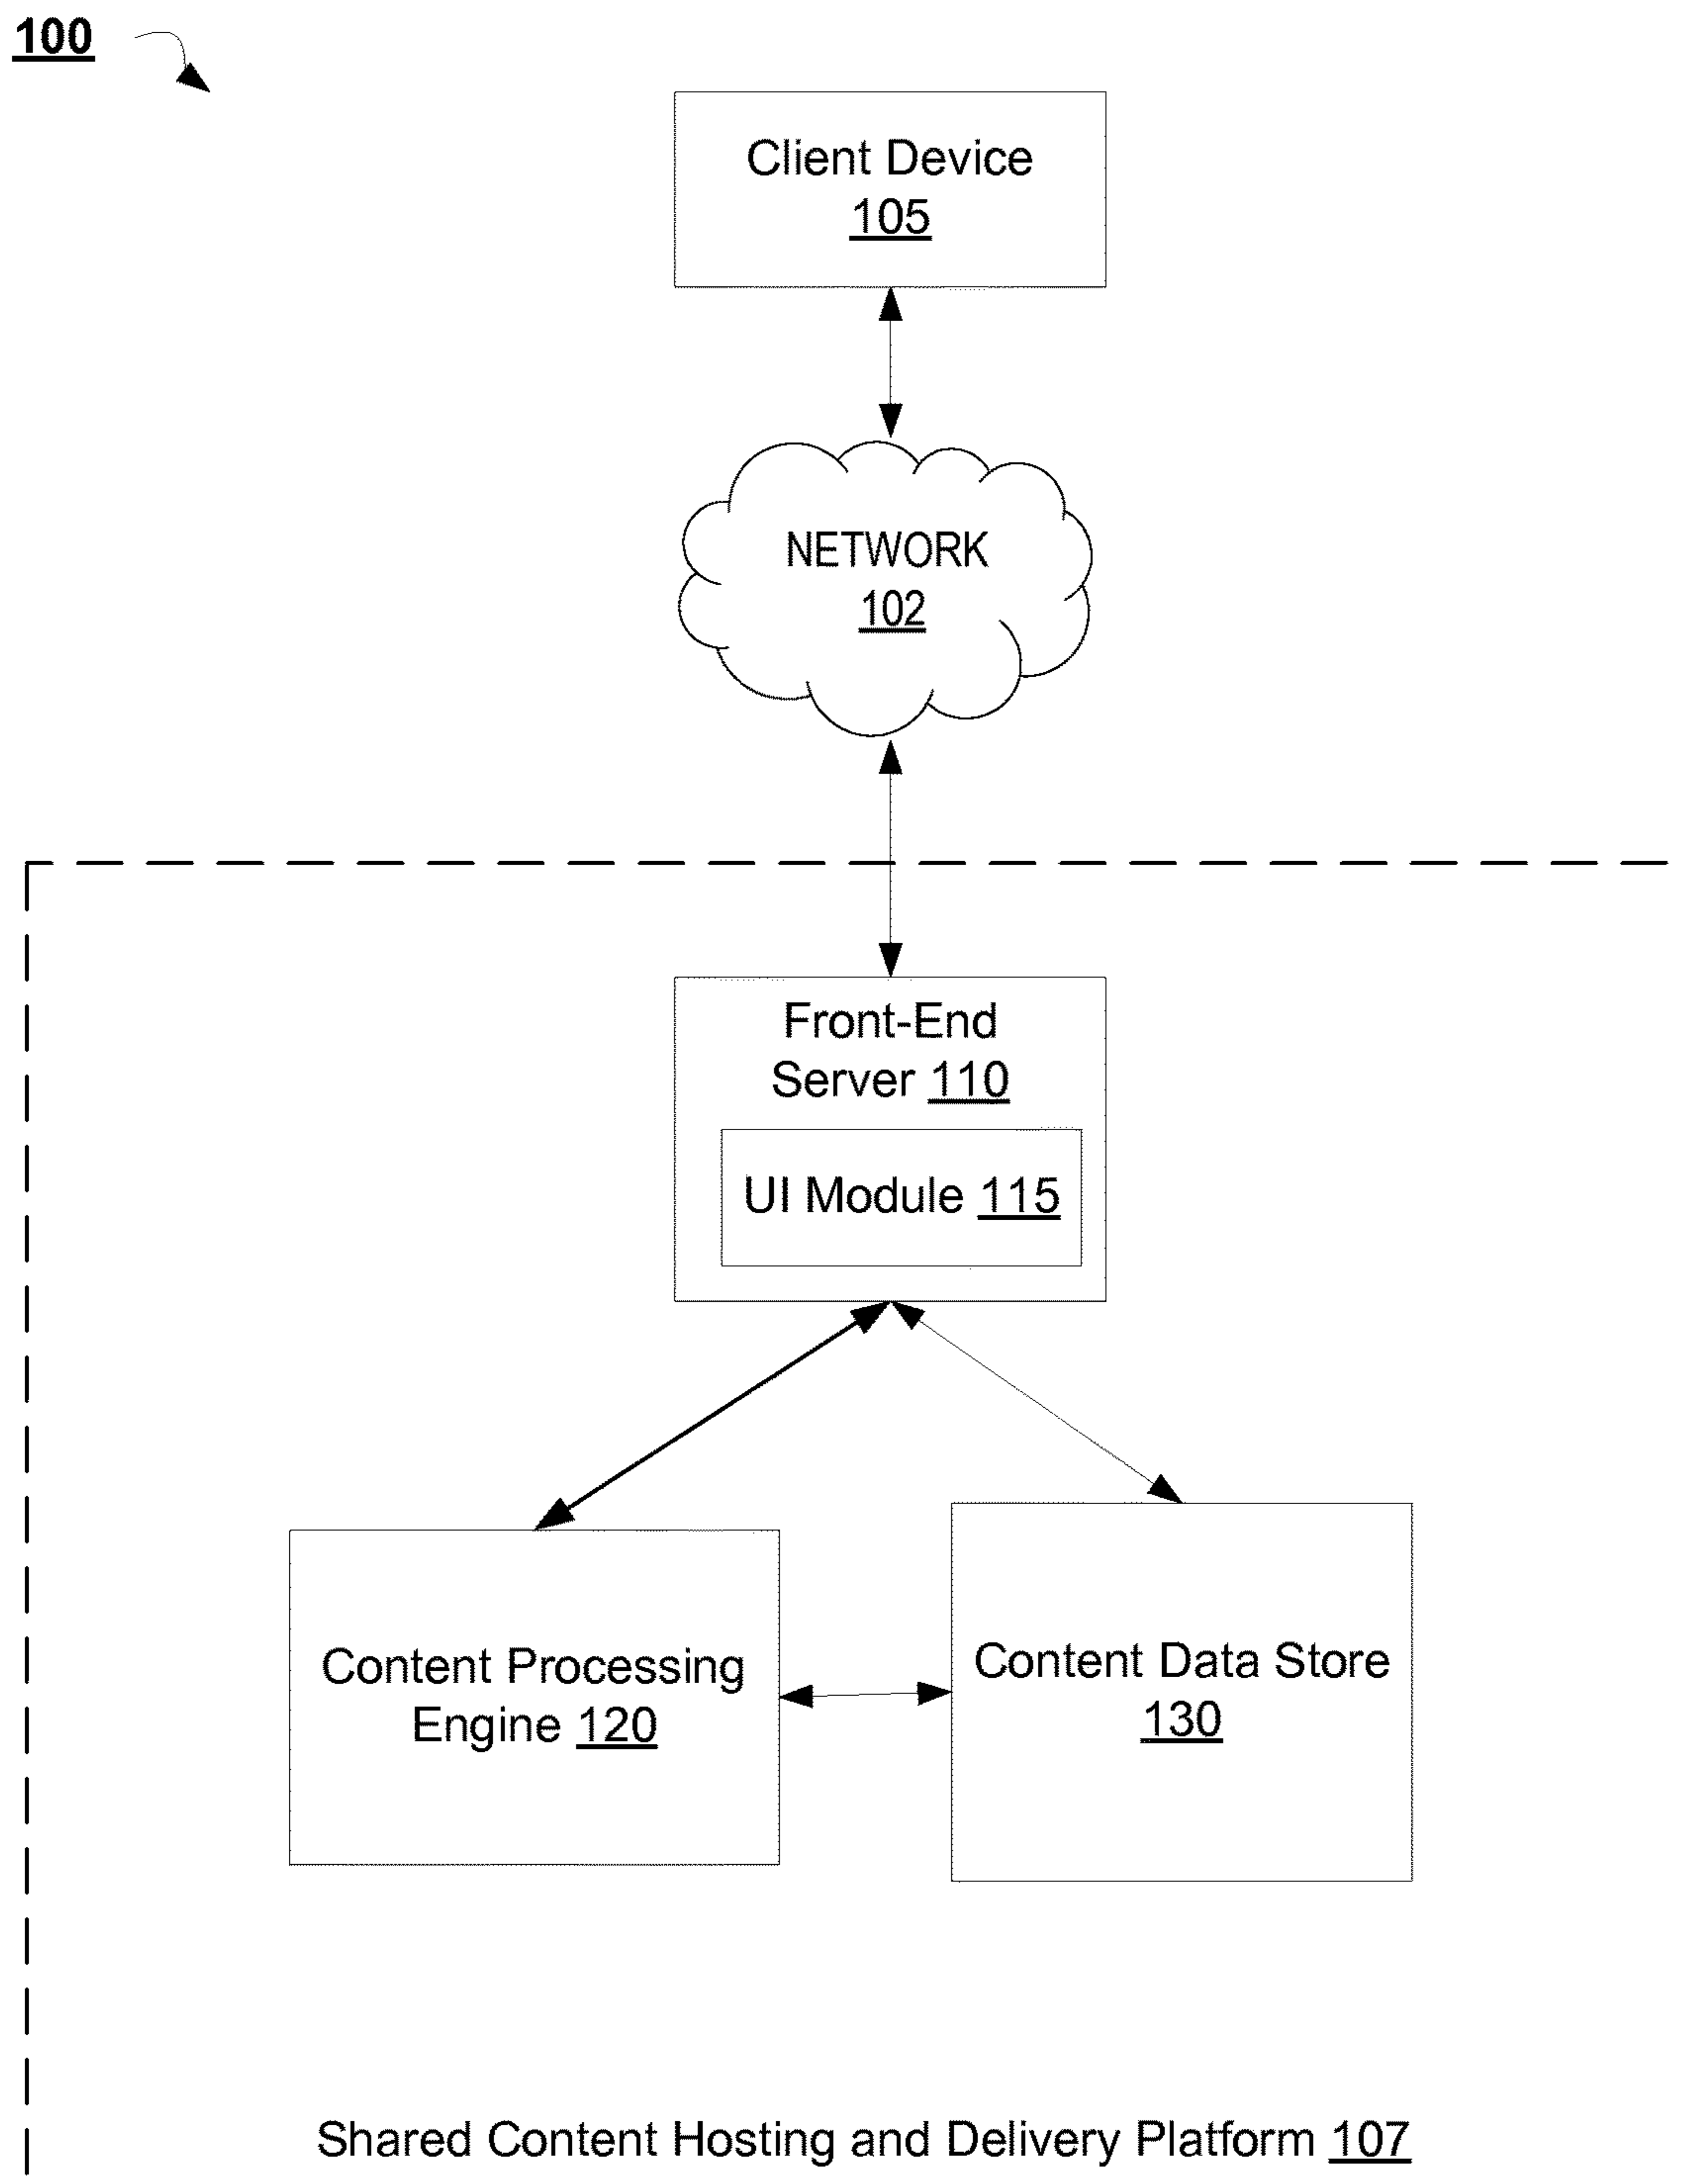 100
Client Device
105
NETWORK
102
Front-End
Server 110
UI Module 115
Content Processing
Engine 120
Content Data Store
130
Shared Content Hosting and Delivery Platform 107